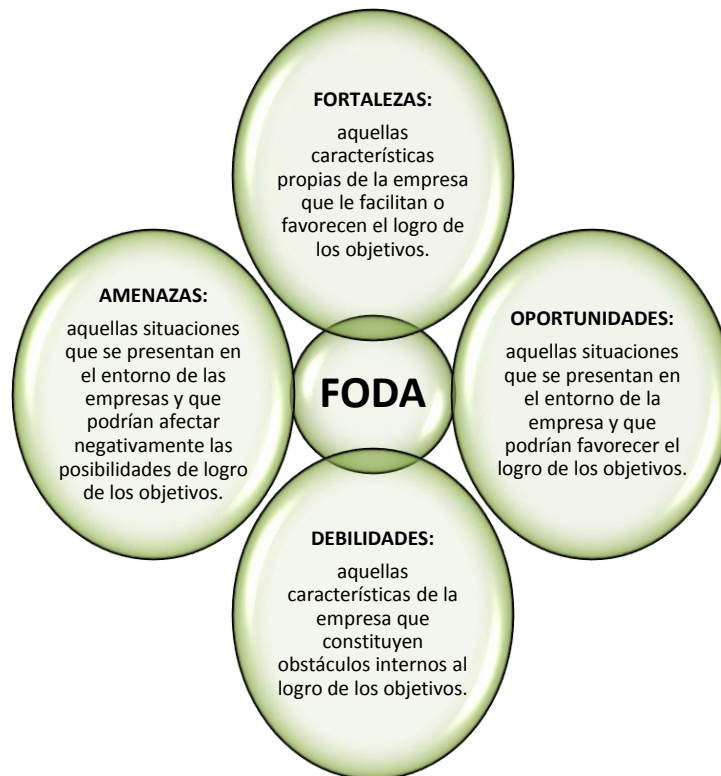 FORTALEZAS:
aquellas
características
propias de la empresa
que le facilitan o
favorecen el logro de
los objetivos.
AMENAZAS:
aquellas situaciones
que se presentan en
el entorno de las
empresas y que
podrían afectar
negativamente las
posibilidades de logro
de los objetivos.
FODA
OPORTUNIDADES:
aquellas situaciones
que se presentan en
el entorno de la
empresa y que
podrían favorecer el
logro de los objetivos.
DEBILIDADES:
aquellas
características de la
empresa que
constituyen
obstáculos internos al
logro de los objetivos.